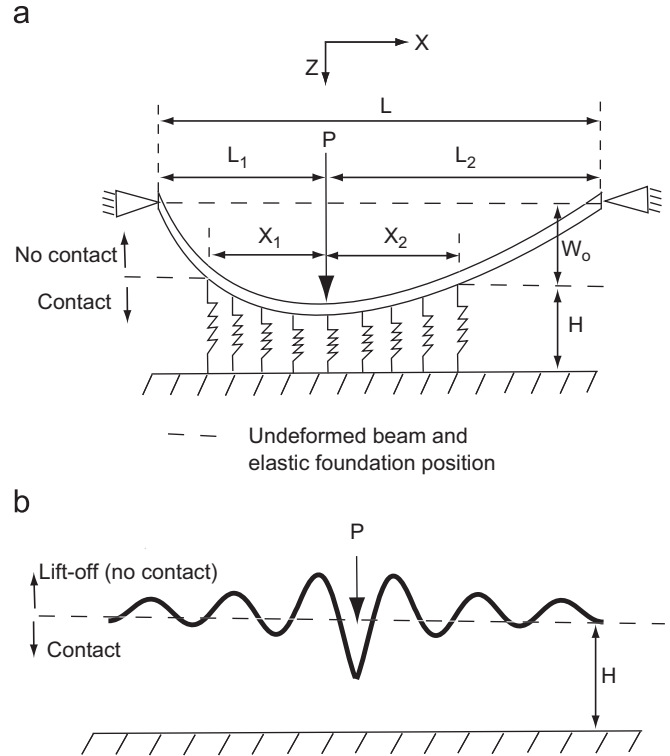 a
X
Z
L
P
L1
L2
X1
X2
Wo
No contact
Contact
H
Undeformed beam and
elastic foundation position
b
P
Lift-off (no contact)
Contact
H